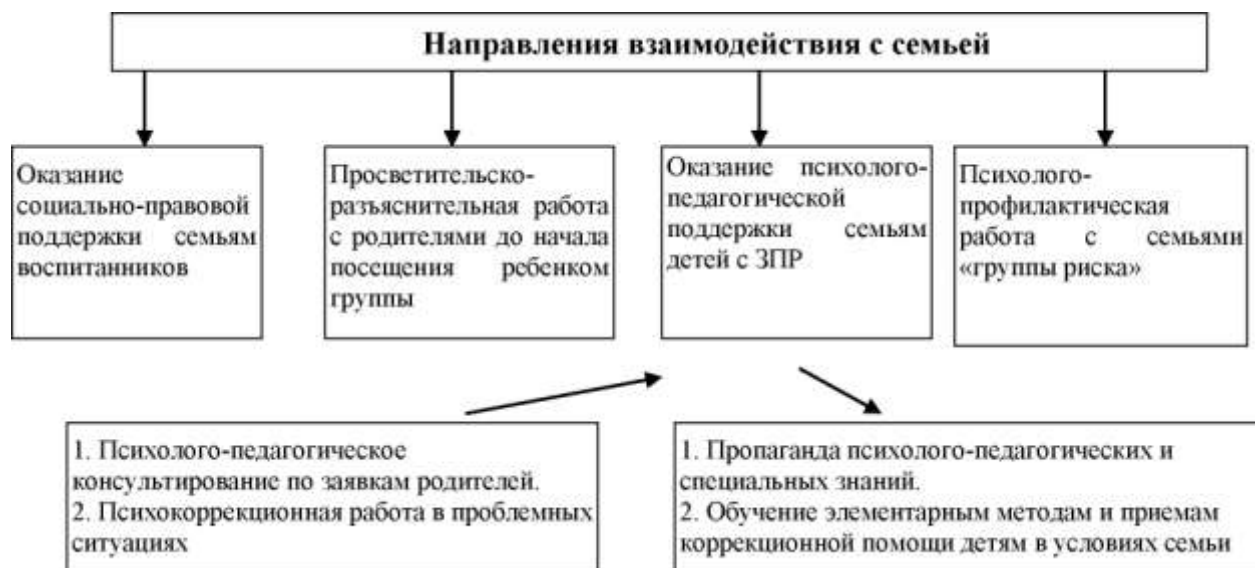 Направления взаимодействия с семьей
Оказание
социально-правовой
поддержки семьям
воспитанников
Просветительско-
разъяснительная работа
с родителями до начала
посещения ребенком
группы
Оказание психолого-
педагогической
поддержки семьям
детей с ЗПР
Психолого-
профилактическая
работа с семьями
«группы риска»
1. Психолого-педагогическое
консультирование по заявкам родителей.
2. Психокоррекционная работа в проблемных
ситуациях
1. Пропаганда психолого-педагогических и
специальных знаний.
2. Обучение элементарным методам и приемам
коррекционной помощи детям в условиях семьи